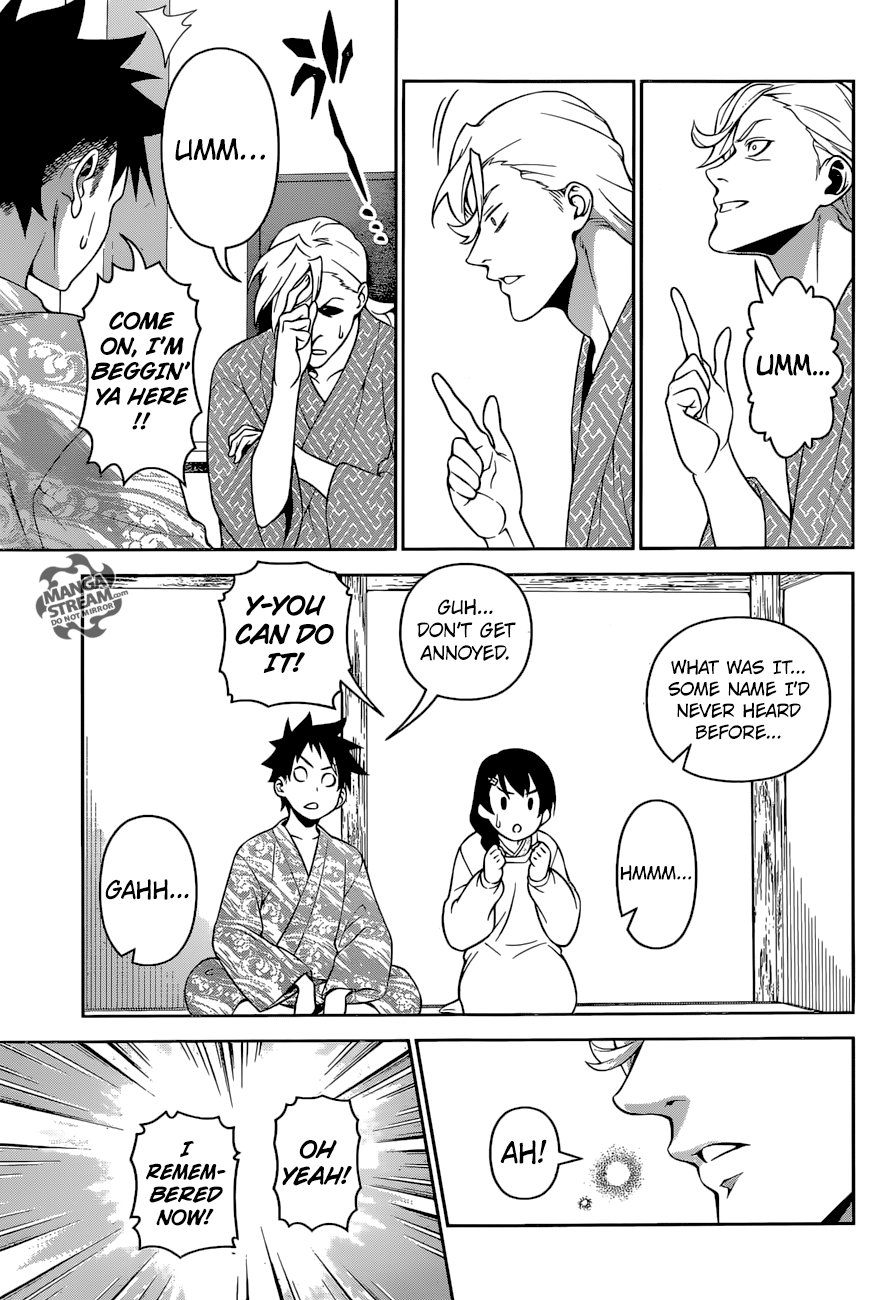 UMM...
UMM...
COME
ON, I'M
BEGGIN'
YA HERE
!!
WHAT WAS IT...
SOME NAME I'D
NEVER HEARD
BEFORE...
GUH...
DON'T GET
ANNOYED.
Y-YOU
CAN DO
IT!
HMMM...
GAHH...
MANGA
STREAM.com
DO NOT MIRROR!
AH!
OH
YEAH!
I
REMEM-
BERED
NOW!